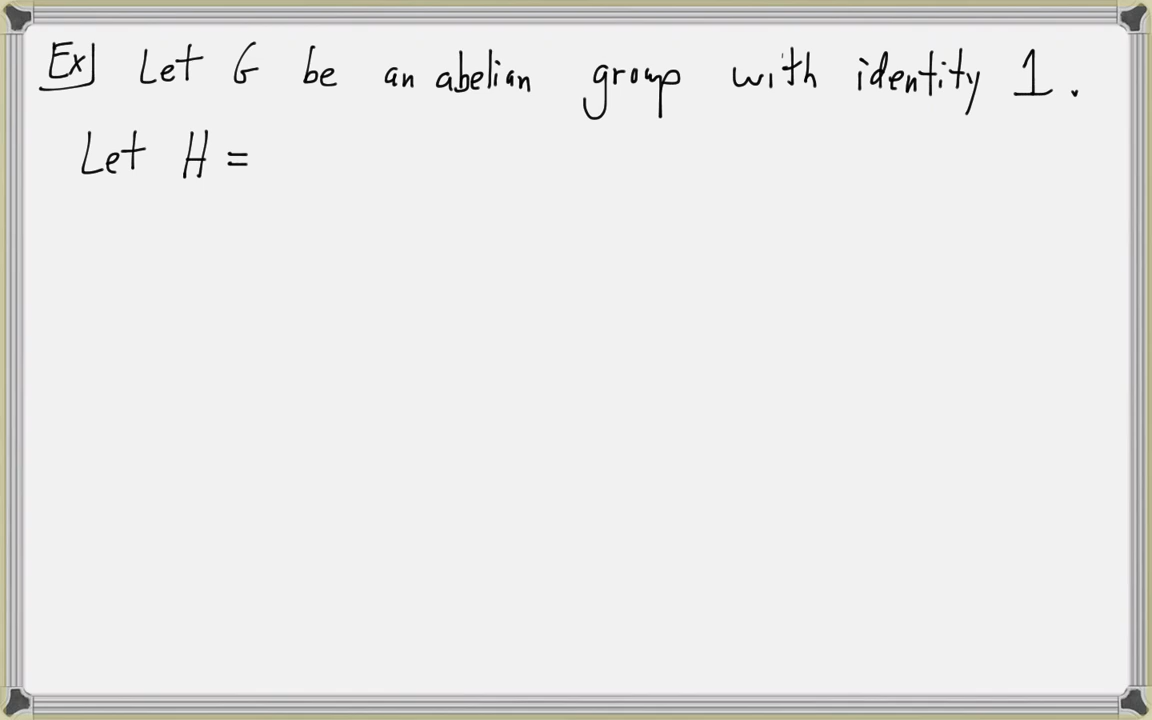 Ex] Let G be an abelian group with identity 1.
Let H =